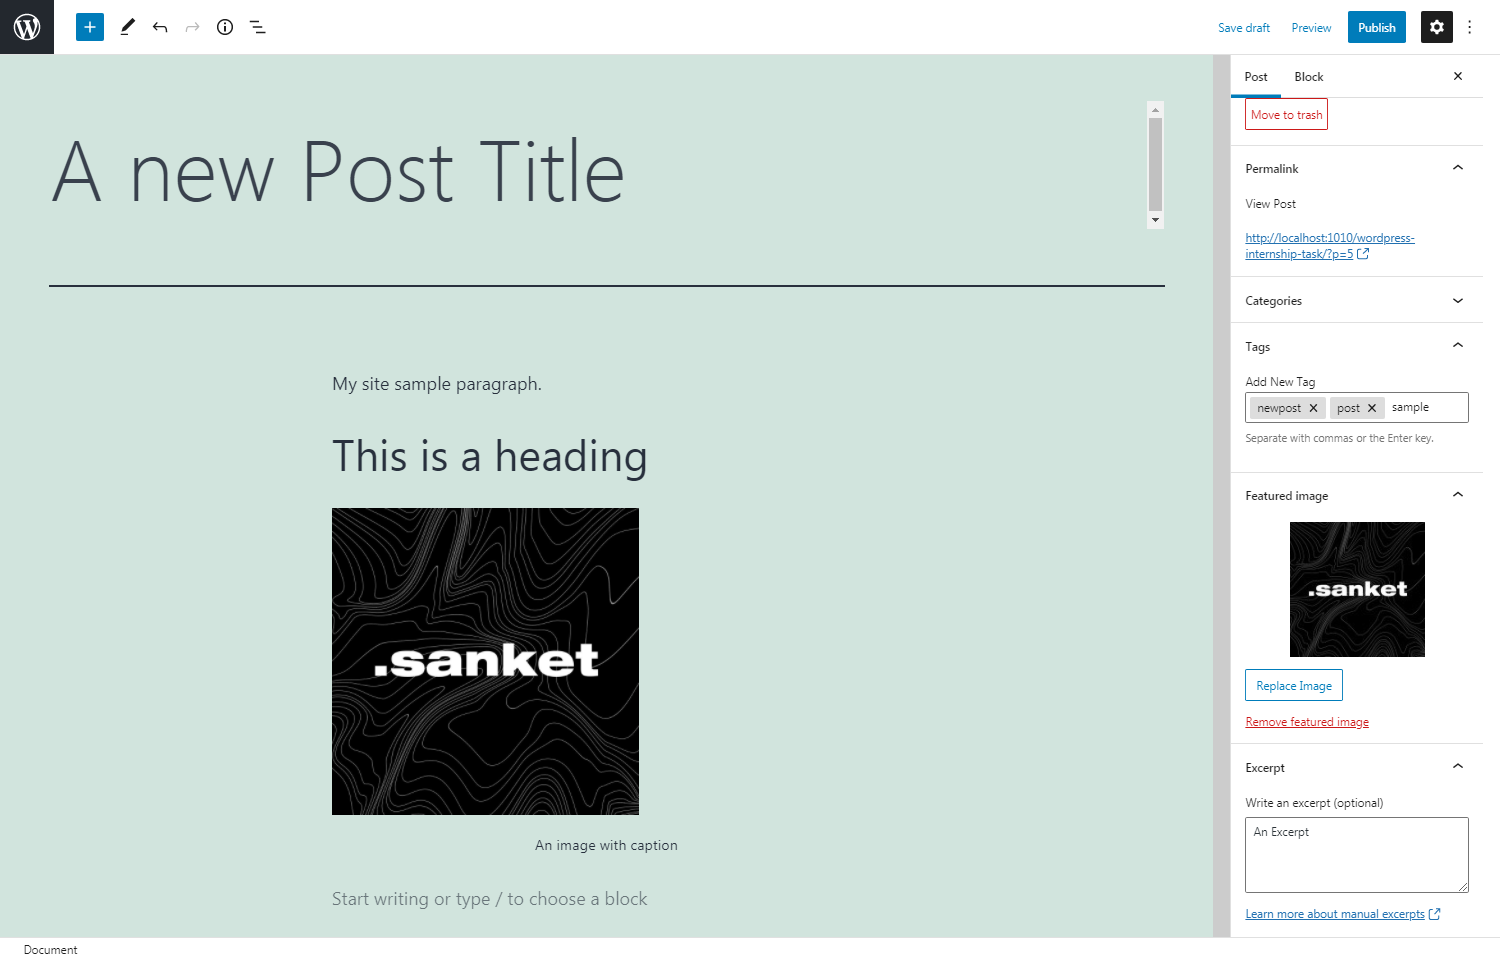 Save draft
Preview
Publish
A new Post Title
My site sample paragraph.
This is a heading
.sanket
An image with caption
Start writing or type / to choose a block
Post
Block
Move to trash
Permalink
View Post
http://localhost:1010/wordpress-
internship-task/?p=5
Categories
Tags
Add New Tag
newpost
post
sample
Separate with commas or the Enter key.
Featured image
.sanket
Replace Image
Remove featured image
Excerpt
Write an excerpt (optional)
An Excerpt
Learn more about manual excerpts
Document